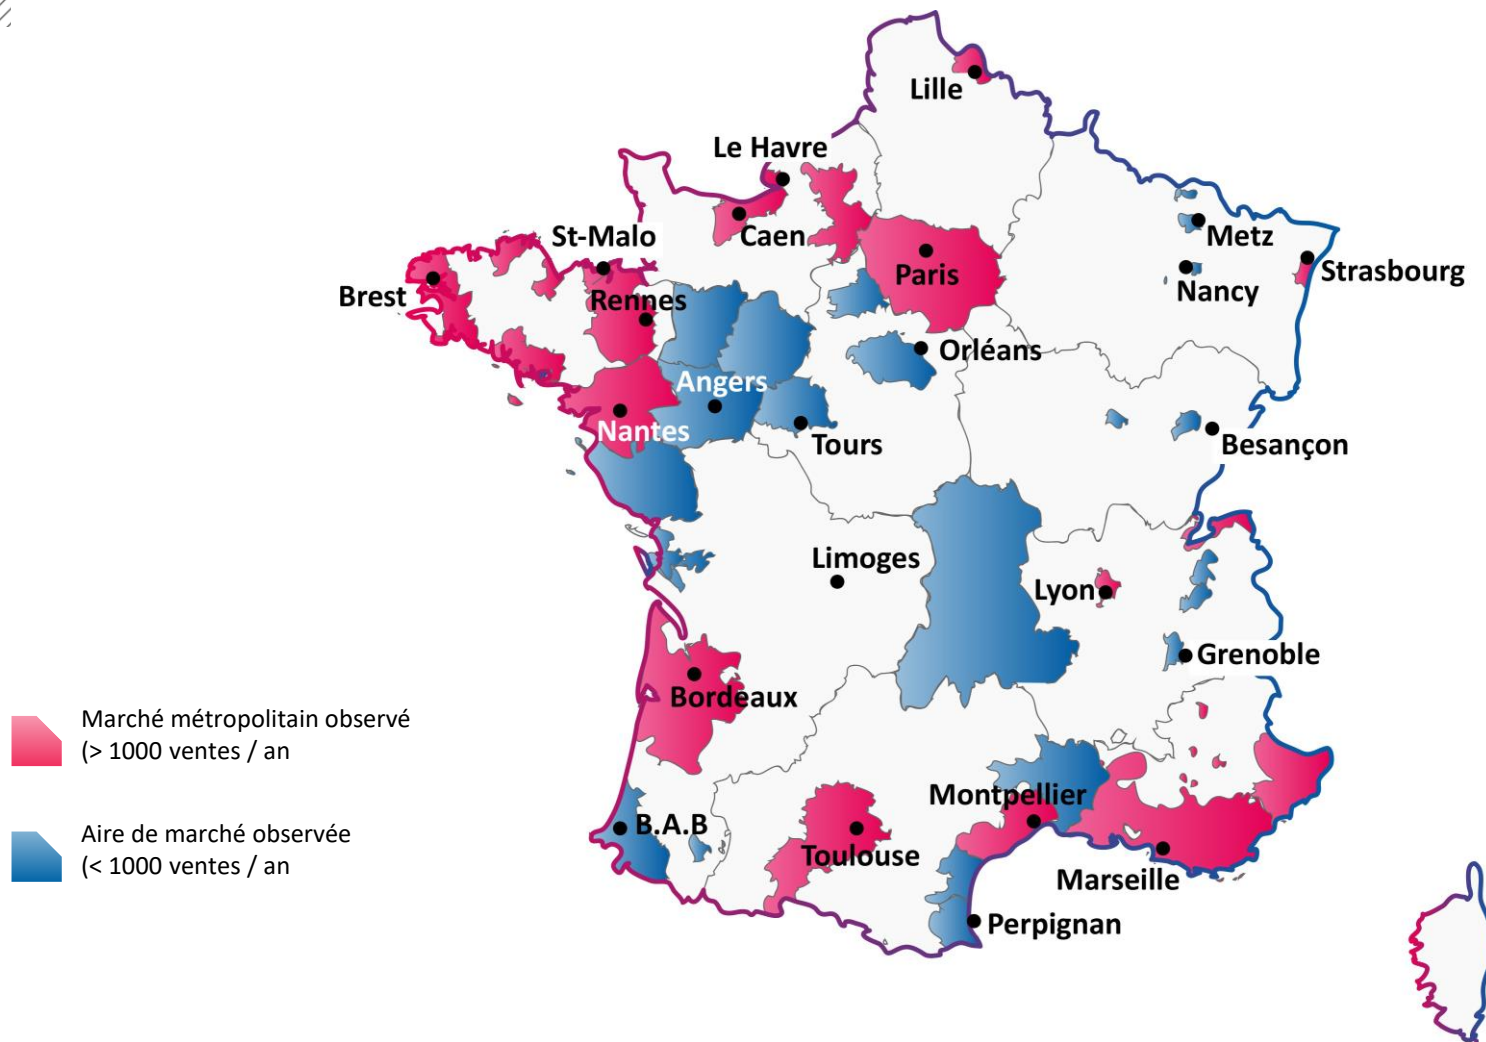 Lille
Le Havre
Caen
St-Malo
Metz
Paris
Strasbourg
Brest
Rennes
Nancy
Orléans
Angers
Nantes
Tours
Besançon
Limoges
Lyon
Grenoble
Bordeaux
Marché métropolitain observé
(> 1000 ventes / an
Montpellier
B.A.B
Aire de marché observée
(< 1000 ventes / an
Toulouse
Marseille
Perpignan